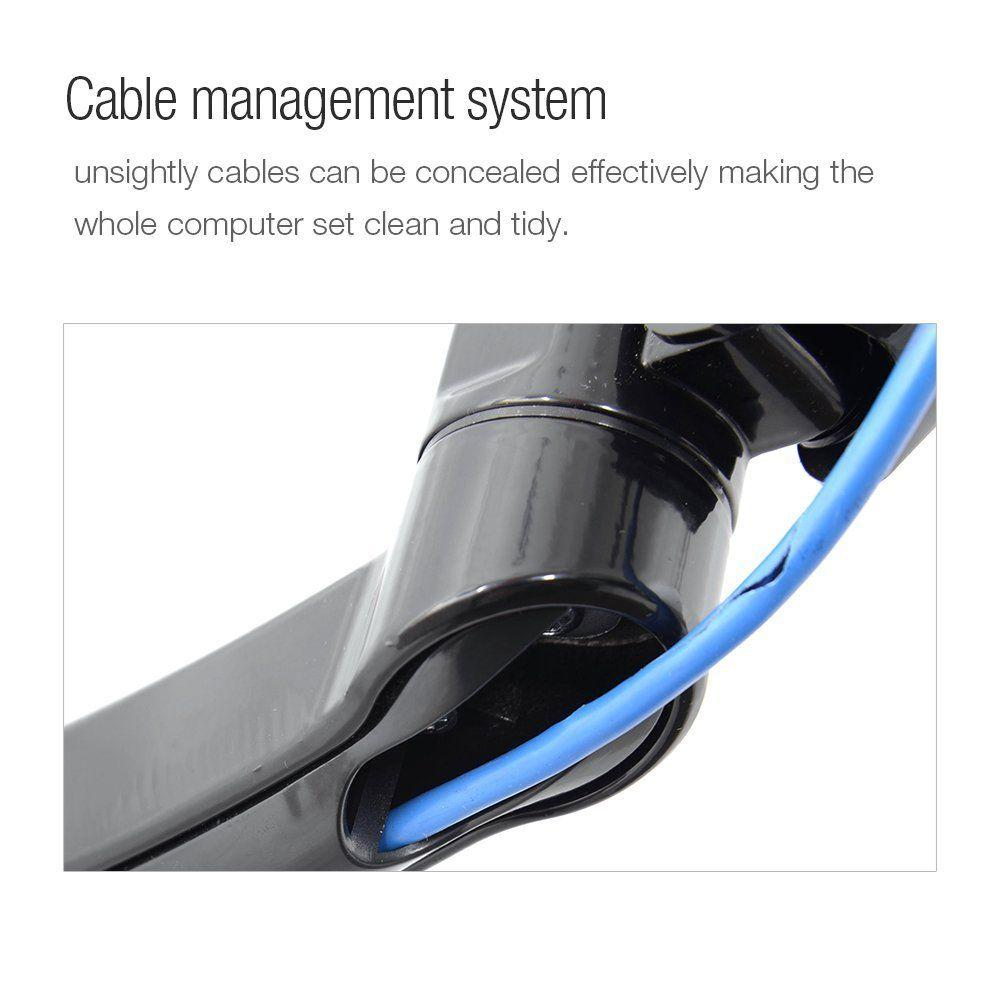 Cable management system
unsightly cables can be concealed effectively making the
whole computer set clean and tidy.